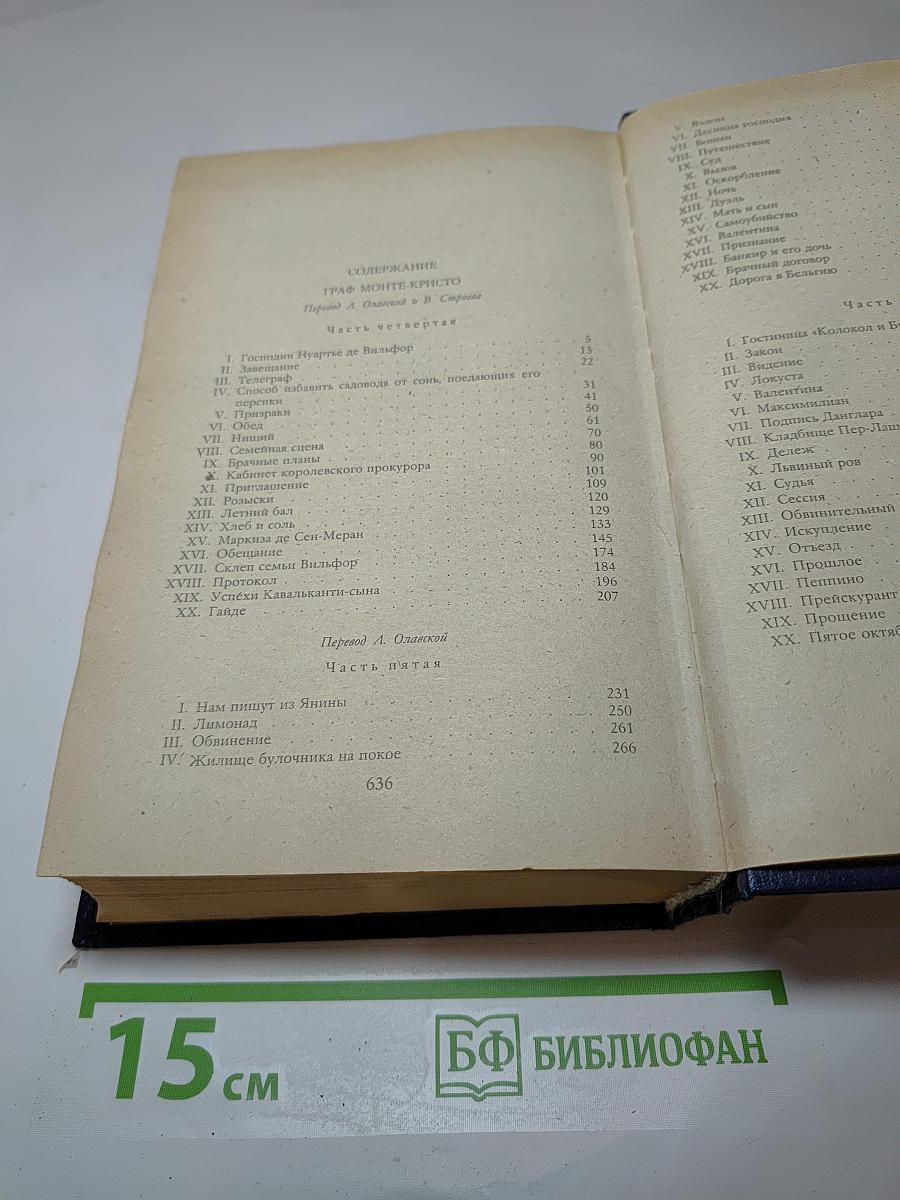 СОДЕРЖАНИЕ
ГРАФ МОНТЕ-КРИСТО
Перевод Л. Олавской и В. Строева
Часть четвертая
I. Господин Нуартье де Вильфор 5
II. Завещание 13
III. Телеграф 22
IV. Способ избавить садовода от сонь, поедающих его
персики 31
V. Призраки 41
VI. Обед 50
VII. Нищий 61
VIII. Семейная сцена 70
IX. Брачные планы 80
X. Кабинет королевского прокурора 90
XI. Приглашение 101
XII. Розыски 109
XIII. Летний бал 120
XIV. Хлеб и соль 129
XV. Маркиза де Сен-Меран 133
XVI. Обещание 145
XVII. Склеп семьи Вильфор 174
XVIII. Протокол 184
XIX. Успехи Кавальканти-сына 196
XX. Гайде 207
Перевод Л. Олавской
Часть пятая
I. Нам пишут из Янины 231
II. Лимонад 250
III. Обвинение 261
IV. Жилище булочника на покое 266
636
V. Взлом
VI. Десница господня
VII. Бошан
VIII. Путешествие
IX. Суд
X. Вызов
XI. Оскорбление
XII. Ночь
XIII. Дуэль
XIV. Мать и сын
XV. Самоубийство
XVI. Валентина
XVII. Признание
XVIII. Банкир и его дочь
XIX. Брачный договор
XX. Дорога в Бельгию
Часть
I. Гостиница «Колокол и Бу
II. Закон
III. Видение
IV. Локуста
V. Валентина
VI. Максимилиан
VII. Подпись Данглара
VIII. Кладбище Пер-Лаш
IX. Дележ
X. Львиный ров
XI. Судья
XII. Сессия
XIII. Обвинительный
XIV. Искупление
XV. Отъезд
XVI. Прошлое
XVII. Пеппино
XVIII. Прейскурант
XIX. Прощение
XX. Пятое октяб
15 см
БФ БИБЛИОФАН